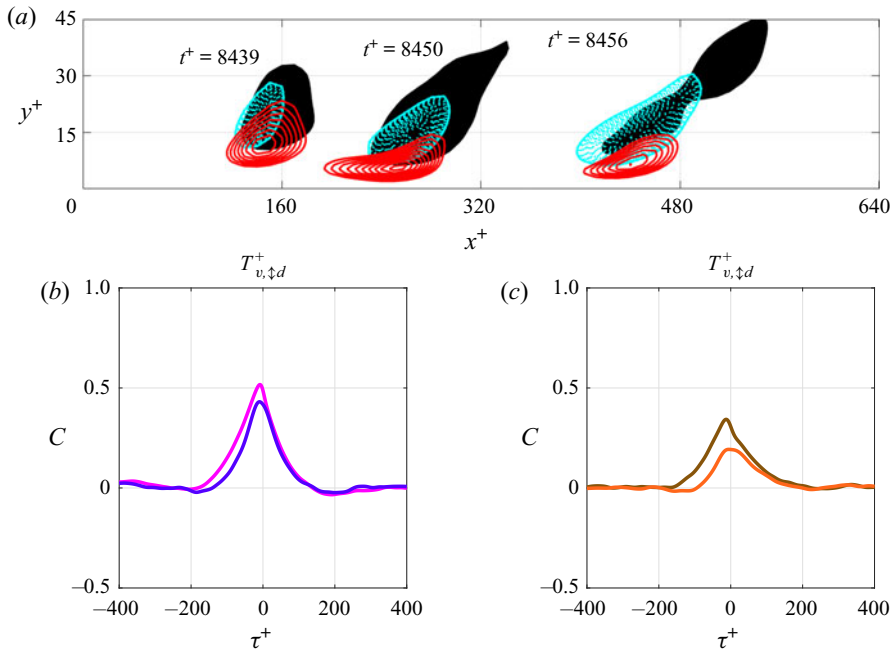 (a)
45
30
15
y+
t+ = 8439
t+ = 8450
t+ = 8456
0 160 320 480 640
x+
(b)
T+v,↕d
1.0
0.5
0
−0.5
C
−400 −200 0 200 400
τ+
(c)
T+v,↕d
1.0
0.5
0
−0.5
C
−400 −200 0 200 400
τ+